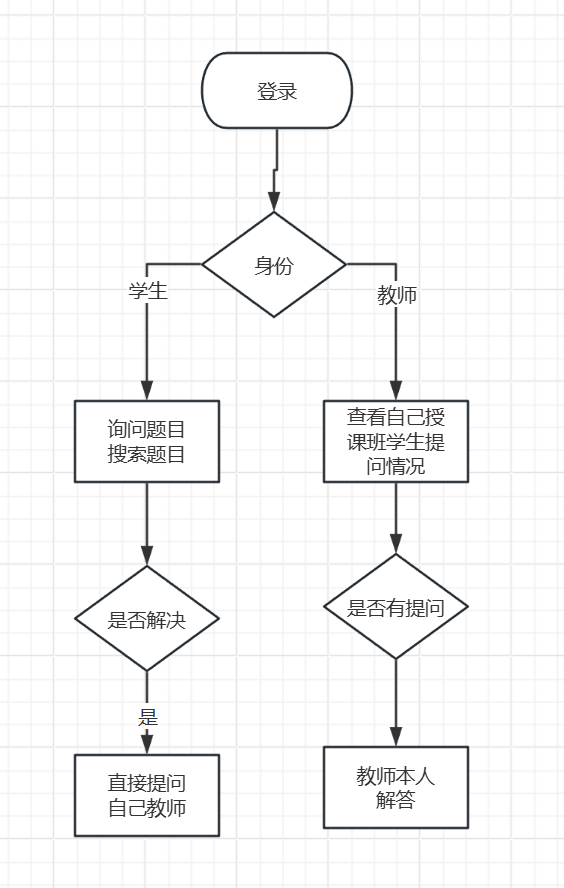 登录
身份
学生
教师
询问题目
搜索题目
查看自己授
课班学生提
问情况
是否解决
是否有提问
是
直接提问
自己教师
教师本人
解答